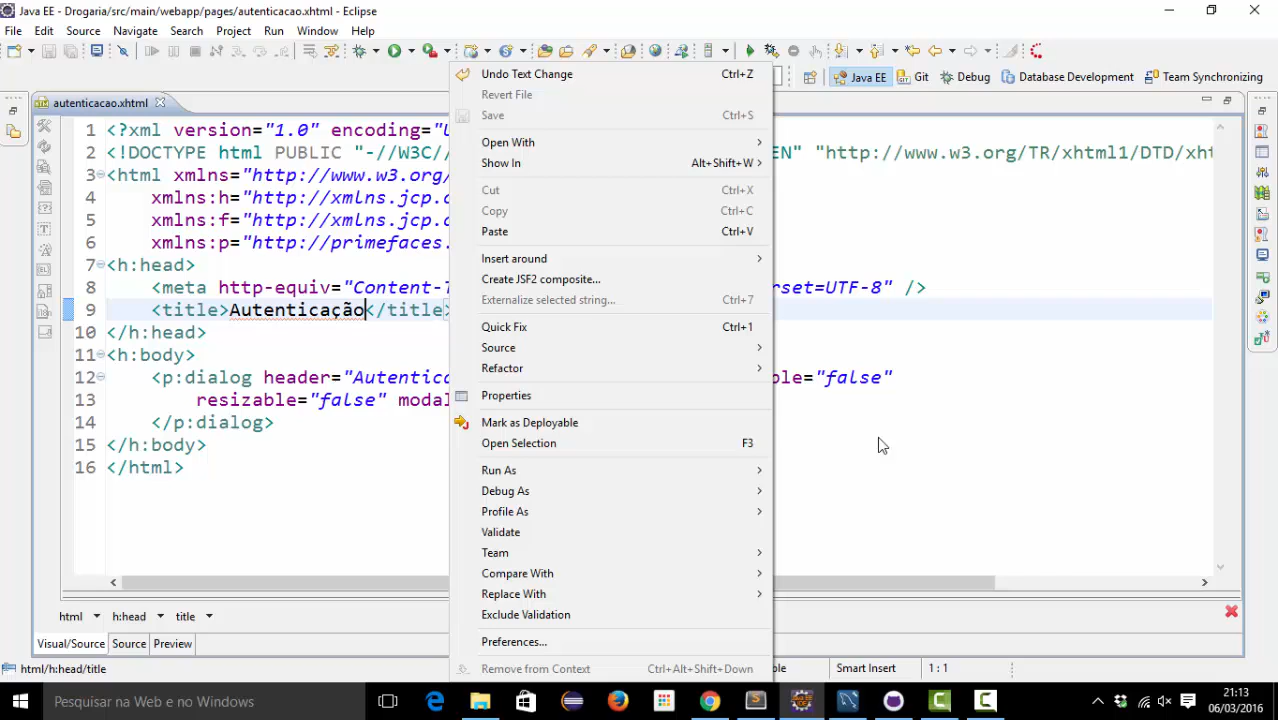 Java EE - Drogaria/src/main/webapp/pages/autenticacao.xhtml - Eclipse
File Edit Source Navigate Search Project Run Window Help
Java EE Git Debug Database Development Team Synchronizing
autenticacao.xhtml
1 <?xml version="1.0" encoding="U
2 <!DOCTYPE html PUBLIC "-//W3C// EN" "http://www.w3.org/TR/xhtml1/DTD/xht
3 <html xmlns="http://www.w3.org/
4 xmlns:h="http://xmlns.jcp.o
5 xmlns:f="http://xmlns.jcp.o
6 xmlns:p="http://primefaces.
7 <h:head>
8 <meta http-equiv="Content-T rset=UTF-8" />
9 <title>Autenticação</title>
10 </h:head>
11 <h:body>
12 <p:dialog header="Autentica ble="false"
13 resizable="false" modal
14 </p:dialog>
15 </h:body>
16 </html>
Undo Text Change Ctrl+Z
Revert File
Save Ctrl+S
Open With
Show In Alt+Shift+W
Cut Ctrl+X
Copy Ctrl+C
Paste Ctrl+V
Insert around
Create JSF2 composite...
Externalize selected string... Ctrl+7
Quick Fix Ctrl+1
Source
Refactor
Properties
Mark as Deployable
Open Selection F3
Run As
Debug As
Profile As
Validate
Team
Compare With
Replace With
Exclude Validation
Preferences...
Remove from Context Ctrl+Alt+Shift+Down
html h:head title
Visual/Source Source Preview
html/h:head/title ble Smart Insert 1 : 1
Pesquisar na Web e no Windows
21:13
06/03/2016